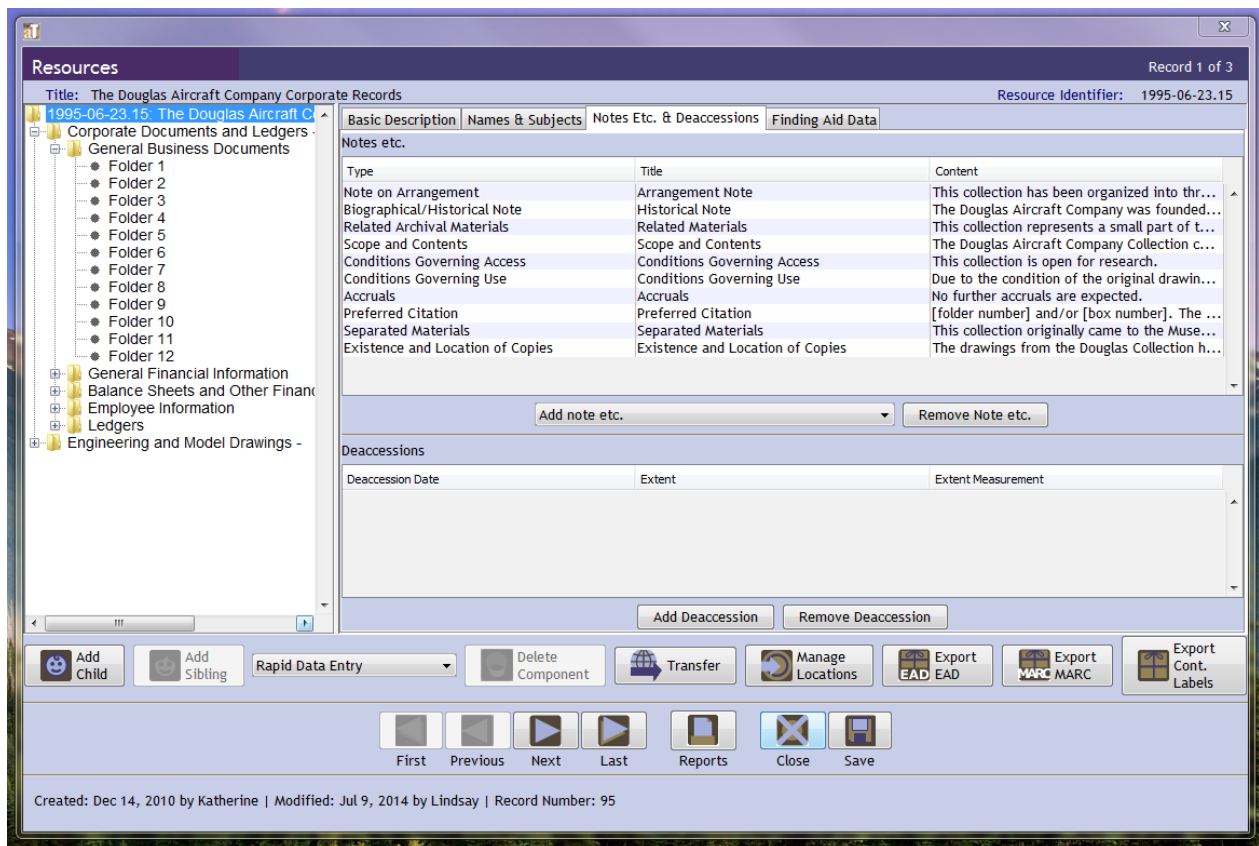 aT
Resources
Record 1 of 3
Title: The Douglas Aircraft Company Corporate Records
Resource Identifier: 1995-06-23.15
1995-06-23.15: The Douglas Aircraft C
Corporate Documents and Ledgers -
General Business Documents
Folder 1
Folder 2
Folder 3
Folder 4
Folder 5
Folder 6
Folder 7
Folder 8
Folder 9
Folder 10
Folder 11
Folder 12
General Financial Information
Balance Sheets and Other Financ
Employee Information
Ledgers
Engineering and Model Drawings -
Basic Description Names & Subjects Notes Etc. & Deaccessions Finding Aid Data
Notes etc.
Type Title Content
Note on Arrangement Arrangement Note This collection has been organized into thr...
Biographical/Historical Note Historical Note The Douglas Aircraft Company was founded...
Related Archival Materials Related Materials This collection represents a small part of t...
Scope and Contents Scope and Contents The Douglas Aircraft Company Collection c...
Conditions Governing Access Conditions Governing Access This collection is open for research.
Conditions Governing Use Conditions Governing Use Due to the condition of the original drawin...
Accruals Accruals No further accruals are expected.
Preferred Citation Preferred Citation [folder number] and/or [box number]. The ...
Separated Materials Separated Materials This collection originally came to the Muse...
Existence and Location of Copies Existence and Location of Copies The drawings from the Douglas Collection h...
Add note etc. Remove Note etc.
Deaccessions
Deaccession Date Extent Extent Measurement
Add Deaccession Remove Deaccession
Add Child
Add Sibling
Rapid Data Entry
Delete Component
Transfer
Manage Locations
EAD Export EAD
MARC Export MARC
Export Cont. Labels
First Previous Next Last Reports Close Save
Created: Dec 14, 2010 by Katherine | Modified: Jul 9, 2014 by Lindsay | Record Number: 95